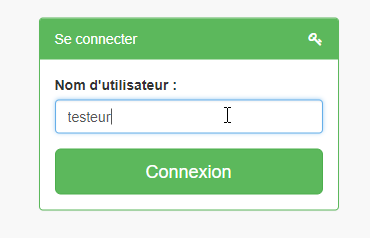 Se connecter
Nom d'utilisateur :
testeur
Connexion